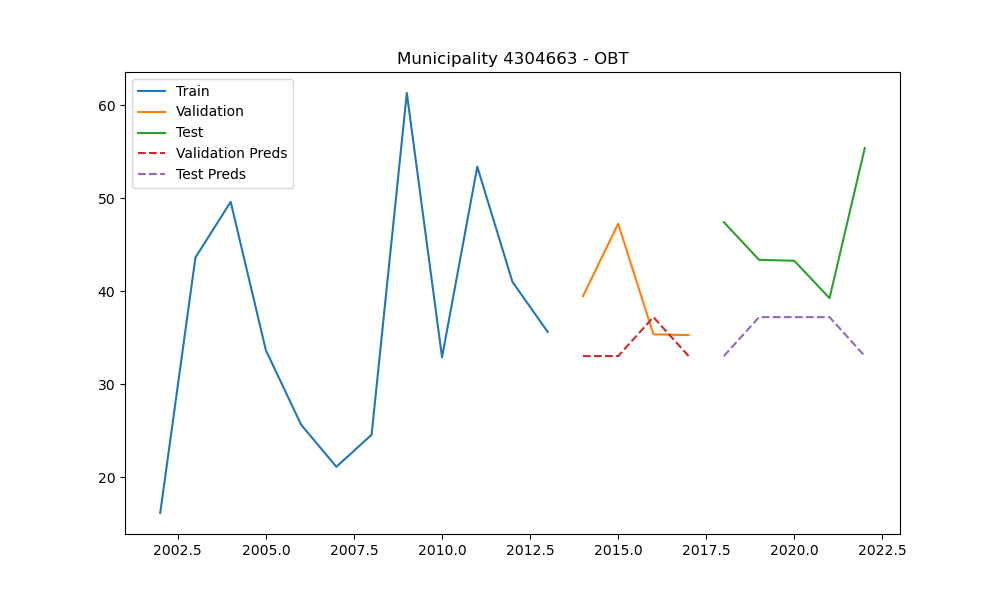 Municipality 4304663 - OBT
Train
Validation
Test
Validation Preds
Test Preds
60
50
40
30
20
2002.5 2005.0 2007.5 2010.0 2012.5 2015.0 2017.5 2020.0 2022.5